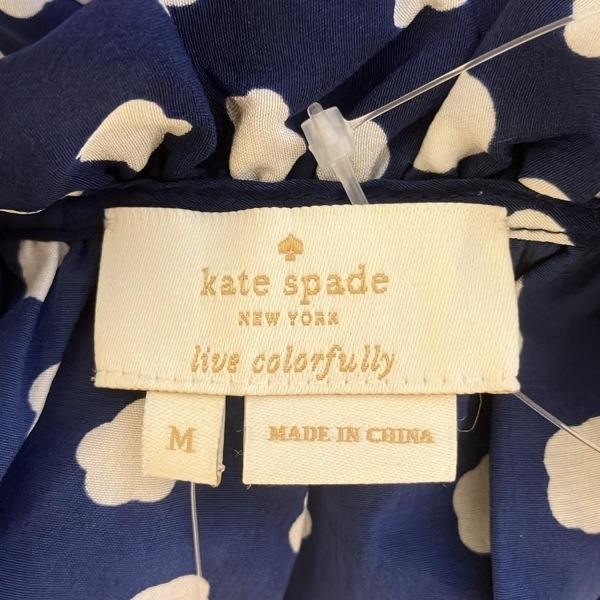 kate spade
NEW YORK
live colorfully
M
MADE IN CHINA